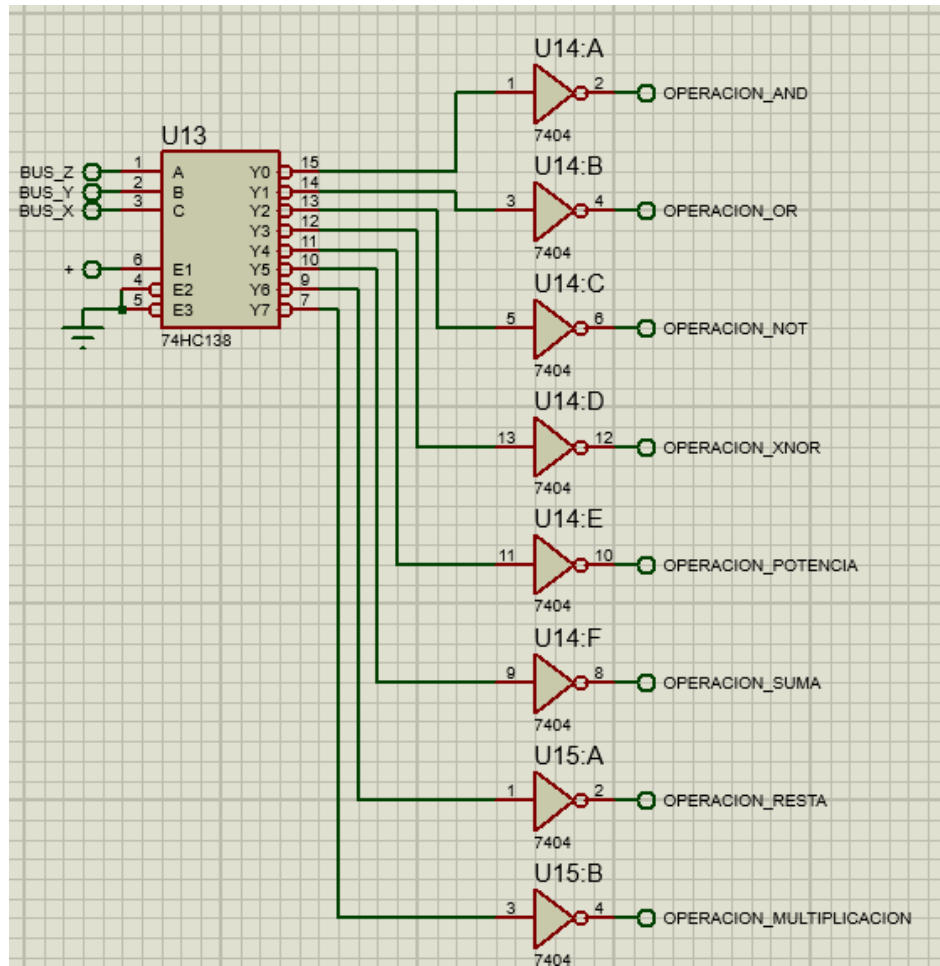 U13
BUS_Z 1 A Y0 15
BUS_Y 2 B Y1 14
BUS_X 3 C Y2 13
Y3 12
Y4 11
+ 6 E1 Y5 10
4 E2 Y6 9
5 E3 Y7 7
74HC138
U14:A
1 2 OPERACION_AND
7404
U14:B
3 4 OPERACION_OR
7404
U14:C
5 6 OPERACION_NOT
7404
U14:D
13 12 OPERACION_XNOR
7404
U14:E
11 10 OPERACION_POTENCIA
7404
U14:F
9 8 OPERACION_SUMA
7404
U15:A
1 2 OPERACION_RESTA
7404
U15:B
3 4 OPERACION_MULTIPLICACION
7404